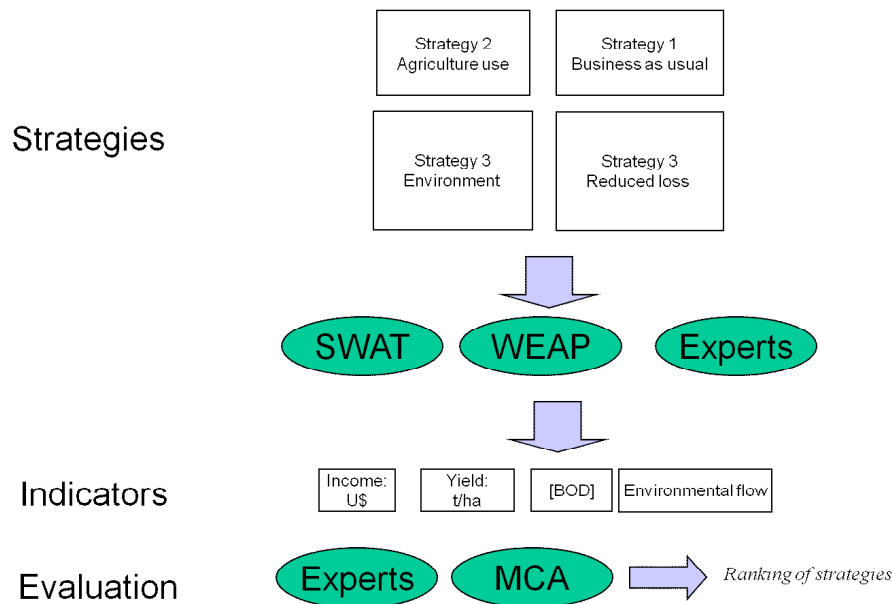 Strategy 2
Agriculture use
Strategy 1
Business as usual
Strategies
Strategy 3
Environment
Strategy 3
Reduced loss
SWAT
WEAP
Experts
Indicators
Income:
U$
Yield:
t/ha
[BOD]
Environmental flow
Evaluation
Experts
MCA
Ranking of strategies